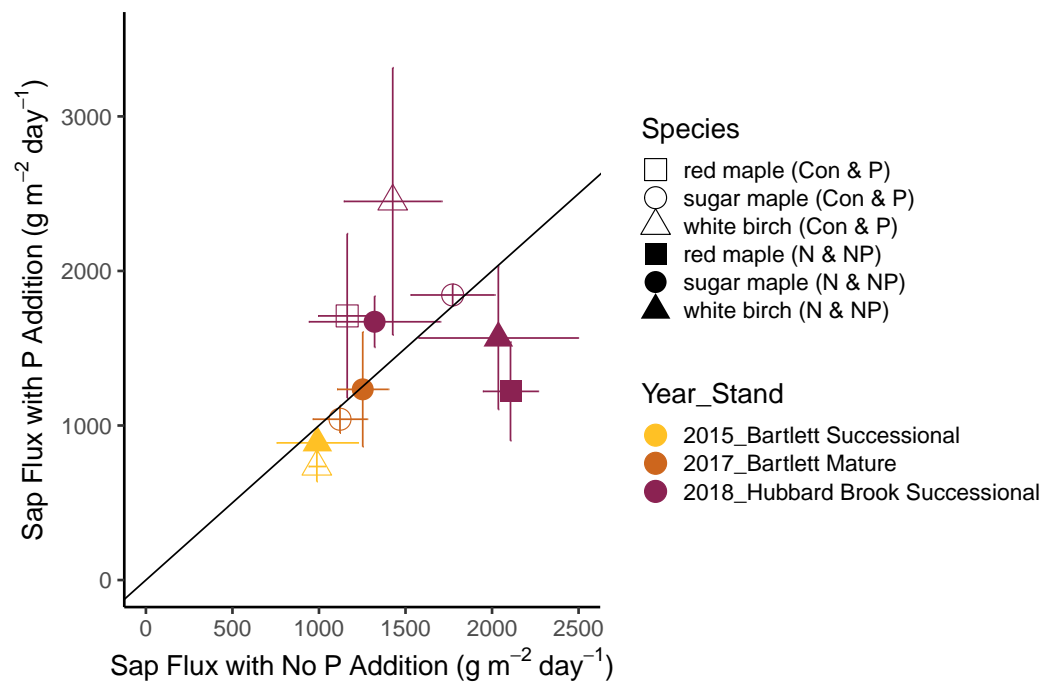 Sap Flux with P Addition (g m⁻² day⁻¹)
3000
2000
1000
0
0 500 1000 1500 2000 2500
Sap Flux with No P Addition (g m⁻² day⁻¹)
Species
red maple (Con & P)
sugar maple (Con & P)
white birch (Con & P)
red maple (N & NP)
sugar maple (N & NP)
white birch (N & NP)
Year_Stand
2015_Bartlett Successional
2017_Bartlett Mature
2018_Hubbard Brook Successional